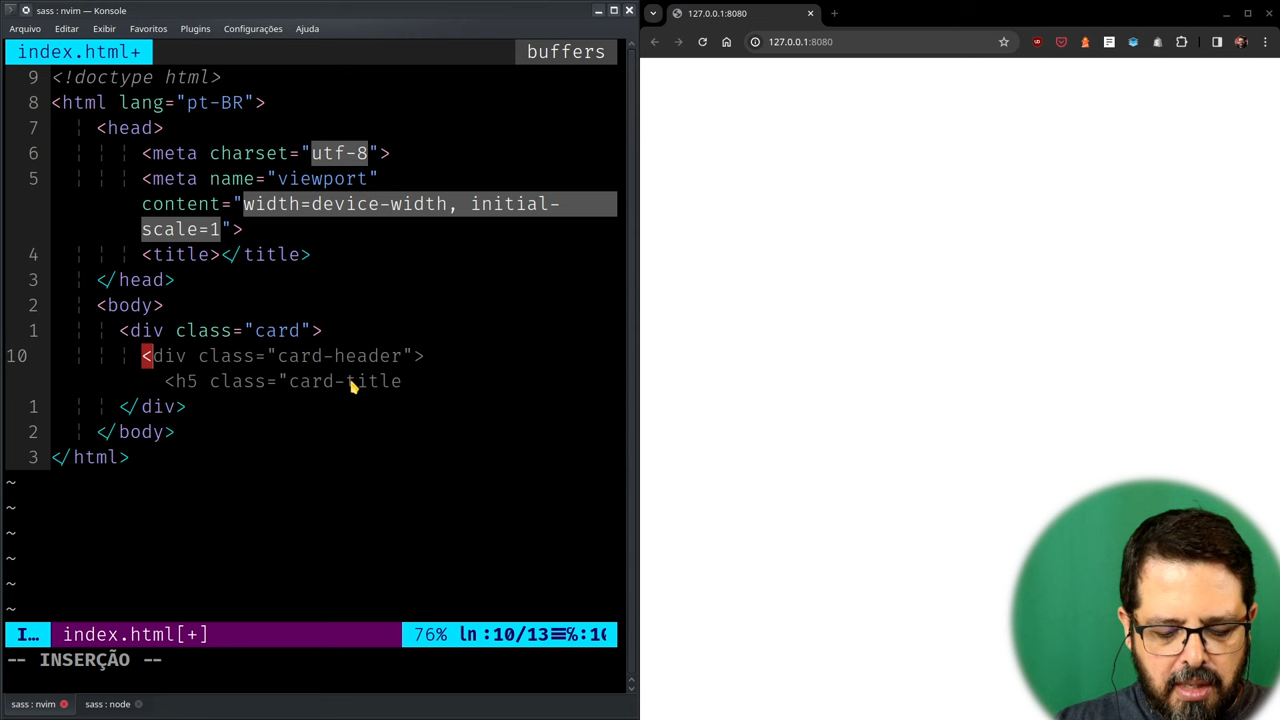 sass : nvim — Konsole
Arquivo Editar Exibir Favoritos Plugins Configurações Ajuda
index.html+ buffers
9 <!doctype html>
8 <html lang="pt-BR">
7 <head>
6 <meta charset="utf-8">
5 <meta name="viewport"
content="width=device-width, initial-
scale=1">
4 <title></title>
3 </head>
2 <body>
1 <div class="card">
10 <div class="card-header">
<h5 class="card-title
1 </div>
2 </body>
3 </html>
~
~
~
~
~
~
I… index.html[+] 76% ln :10/13≡℅:10
-- INSERÇÃO --
sass : nvim sass : node
127.0.0.1:8080
127.0.0.1:8080